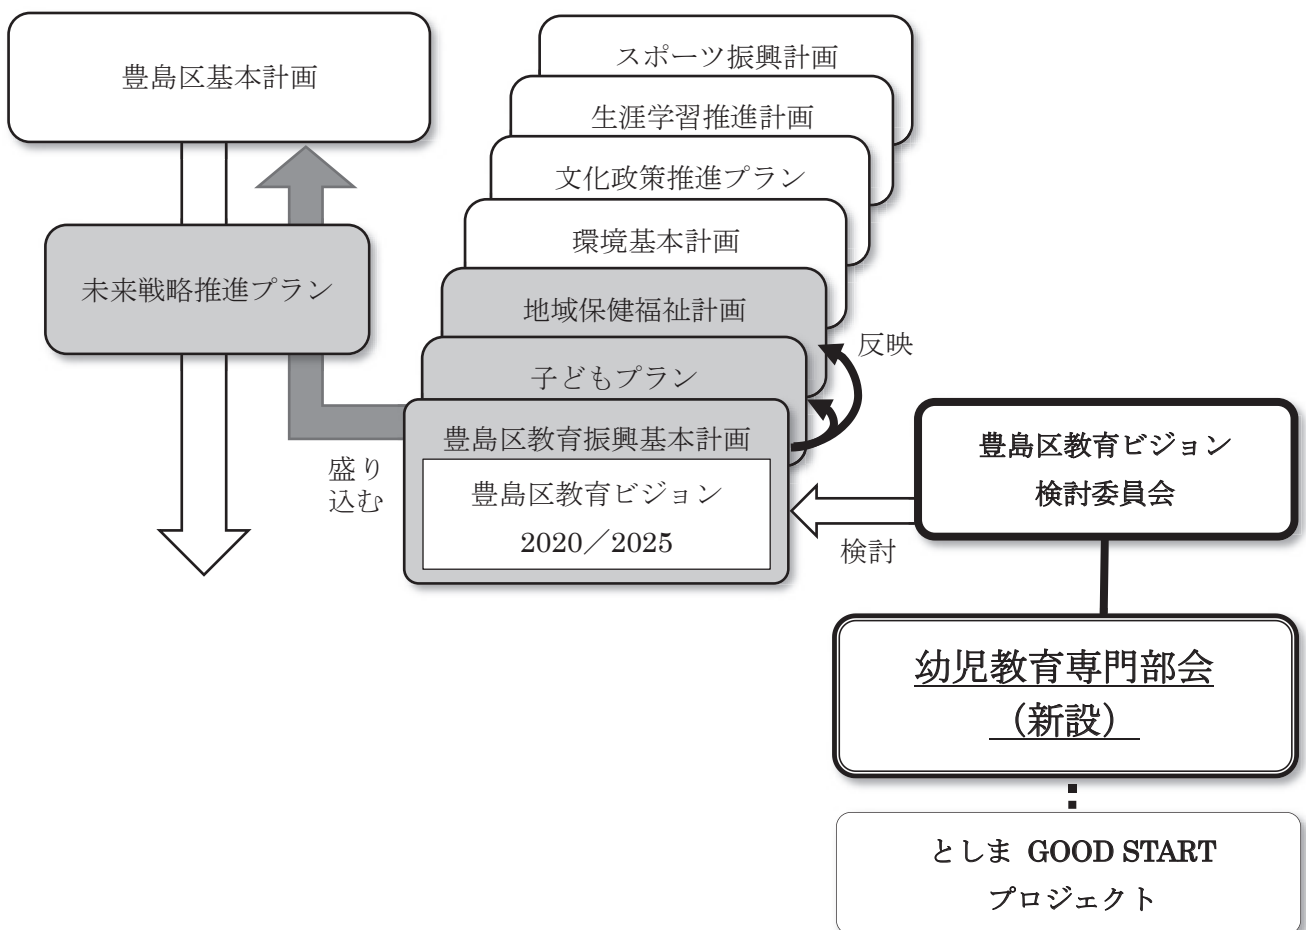 豊島区基本計画
未来戦略推進プラン
スポーツ振興計画
生涯学習推進計画
文化政策推進プラン
環境基本計画
地域保健福祉計画
子どもプラン
豊島区教育振興基本計画
豊島区教育ビジョン
2020/2025
盛り
込む
反映
検討
豊島区教育ビジョン
検討委員会
幼児教育専門部会
（新設）
としま GOOD START
プロジェクト